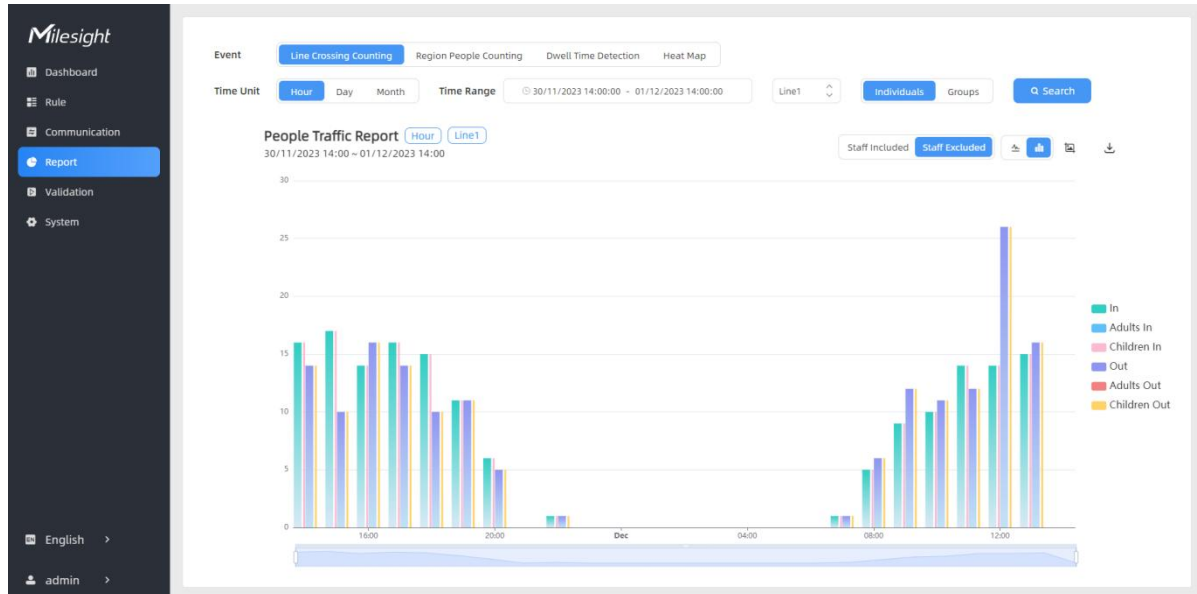 Milesight
Dashboard
Rule
Communication
Report
Validation
System
English >
admin >
Event Line Crossing Counting Region People Counting Dwell Time Detection Heat Map
Time Unit Hour Day Month Time Range 30/11/2023 14:00:00 - 01/12/2023 14:00:00 Line1 Individuals Groups Search
People Traffic Report Hour Line1
30/11/2023 14:00 ~ 01/12/2023 14:00
Staff Included Staff Excluded
30
25
20
15
10
5
0
16:00 20:00 Dec 04:00 08:00 12:00
In
Adults In
Children In
Out
Adults Out
Children Out